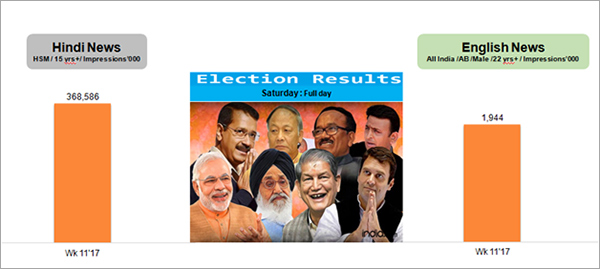 Hindi News
HSM / 15 yrs+/ Impressions'000
368,586
Wk 11'17
Election Results
Saturday : Full day
English News
All India /AB /Male /22 yrs+ / Impressions'000
1,944
Wk 11'17